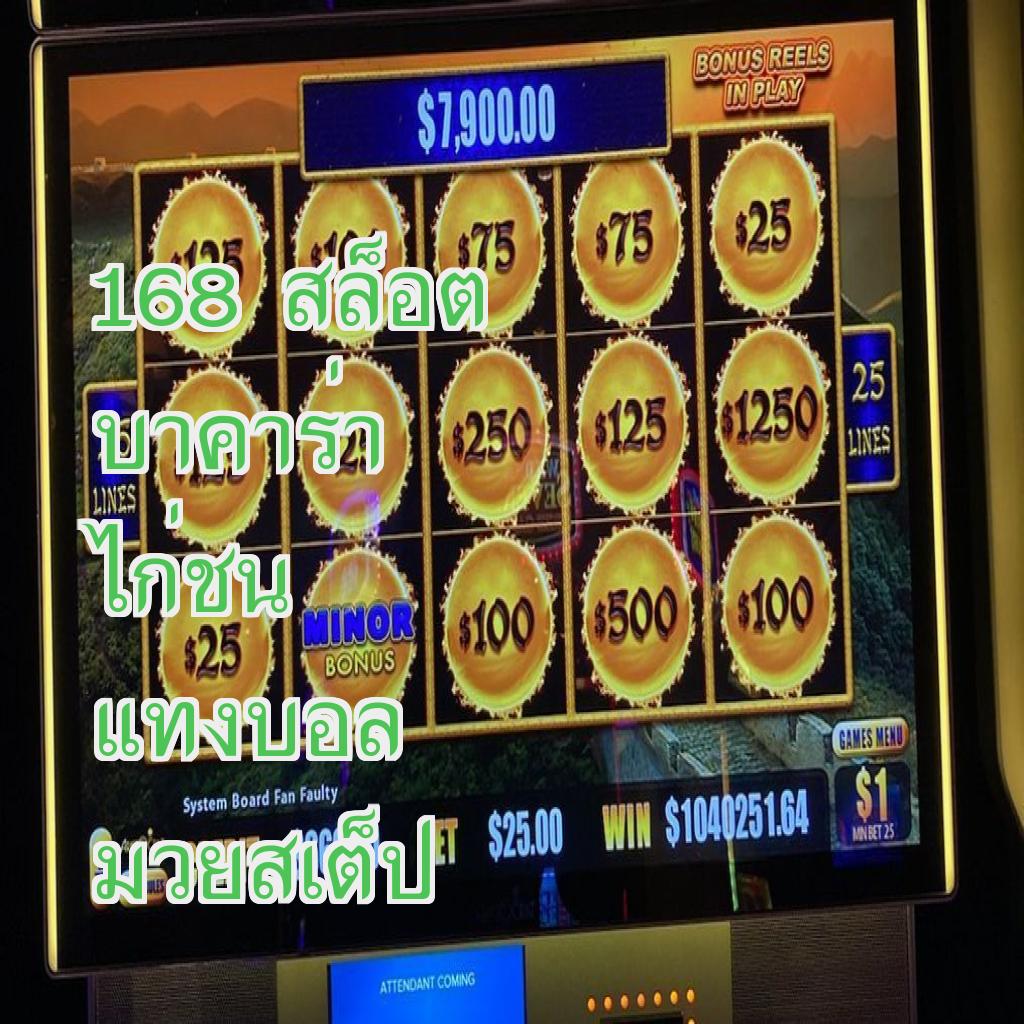 BONUS REELS
IN PLAY
$7,900.00
$75 $75 $25
168 สล็อต
$250 $125 $1250
25
LINES
บาคาร่า
LINES
ไก่ชน
$25 MINOR BONUS $100 $500 $100
แทงบอล
GAMES MENU
System Board Fan Faulty
$25.00 WIN $1040251.64
$1
MIN BET 25
มวยสเต็ป
ATTENDANT COMING